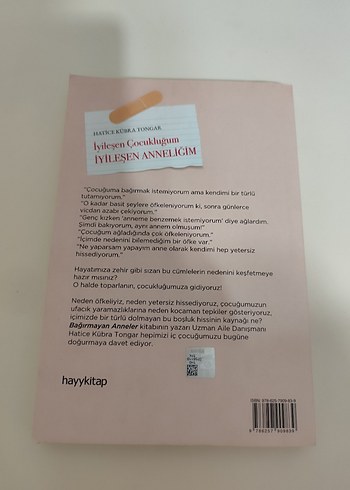 HATİCE KÜBRA TONGAR
İyileşen Çocukluğum
İYİLEŞEN ANNELİĞİM
"Çocuğuma bağırmak istemiyorum ama kendimi bir türlü
tutamıyorum."
"O kadar basit şeylere öfkeleniyorum ki, sonra günlerce
vicdan azabı çekiyorum."
"Genç kızken 'anneme benzemek istemiyorum' diye ağlardım.
Şimdi bakıyorum, aynı annem olmuşum!"
"Çocuğum ağladığında çok öfkeleniyorum."
"İçimde nedenini bilemediğim bir öfke var."
"Ne yaparsam yapayım anne olarak kendimi hep yetersiz
hissediyorum."
Hayatımıza zehir gibi sızan bu cümlelerin nedenini keşfetmeye
hazır mısınız?
O halde toparlanın, çocukluğumuza gidiyoruz!
Neden öfkeliyiz, neden yetersiz hissediyoruz, çocuğumuzun
ufacık yaramazlıklarına neden kocaman tepkiler gösteriyoruz,
içimizde bir türlü dolmayan bu boşluk hissinin kaynağı ne?
Bağırmayan Anneler kitabının yazarı Uzman Aile Danışmanı
Hatice Kübra Tongar hepimizi iç çocuğumuzu bugüne
doğurmaya davet ediyor.
hayykitap